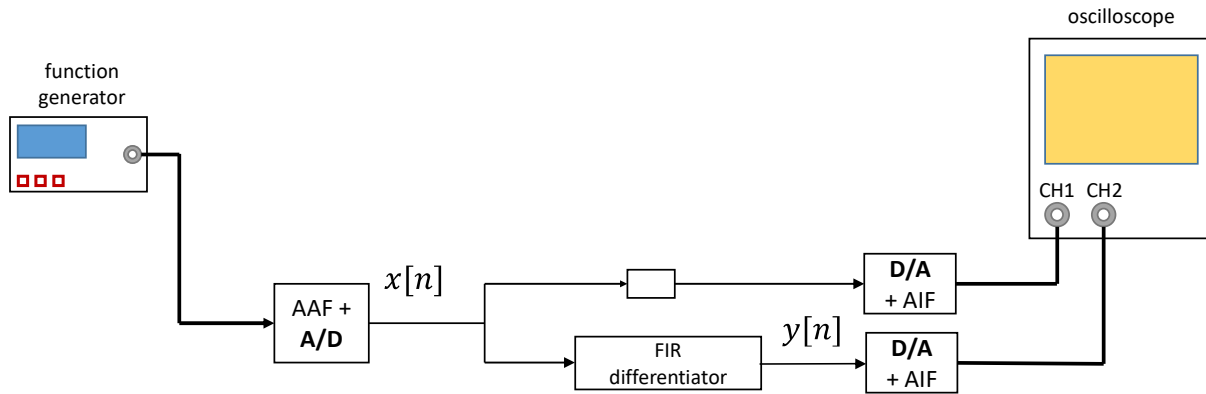 oscilloscope
function
generator
CH1 CH2
x[n]
D/A
+ AIF
AAF +
A/D
y[n]
FIR
differentiator
D/A
+ AIF